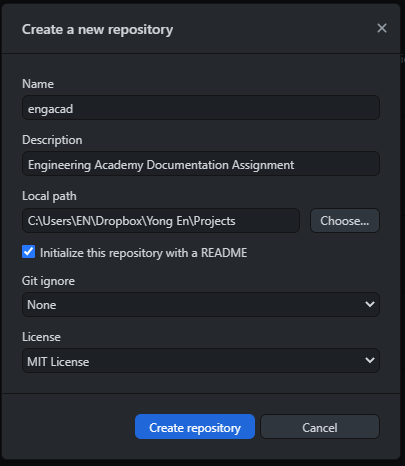 Create a new repository
Name
engacad
Description
Engineering Academy Documentation Assignment
Local path
C:\Users\EN\Dropbox\Yong En\Projects
Choose...
Initialize this repository with a README
Git ignore
None
License
MIT License
Create repository
Cancel